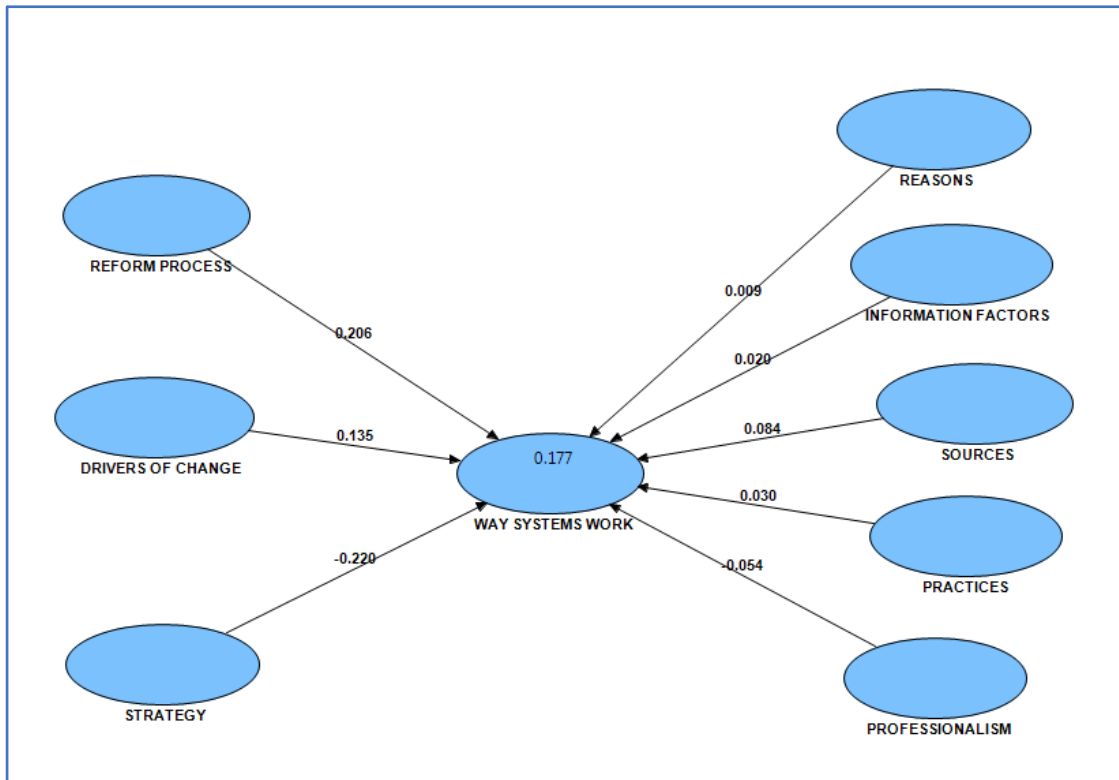 REASONS
REFORM PROCESS
0.009
INFORMATION FACTORS
0.206
0.020
DRIVERS OF CHANGE
0.135
0.084
SOURCES
0.177
WAY SYSTEMS WORK
0.030
-0.220
-0.054
PRACTICES
STRATEGY
PROFESSIONALISM